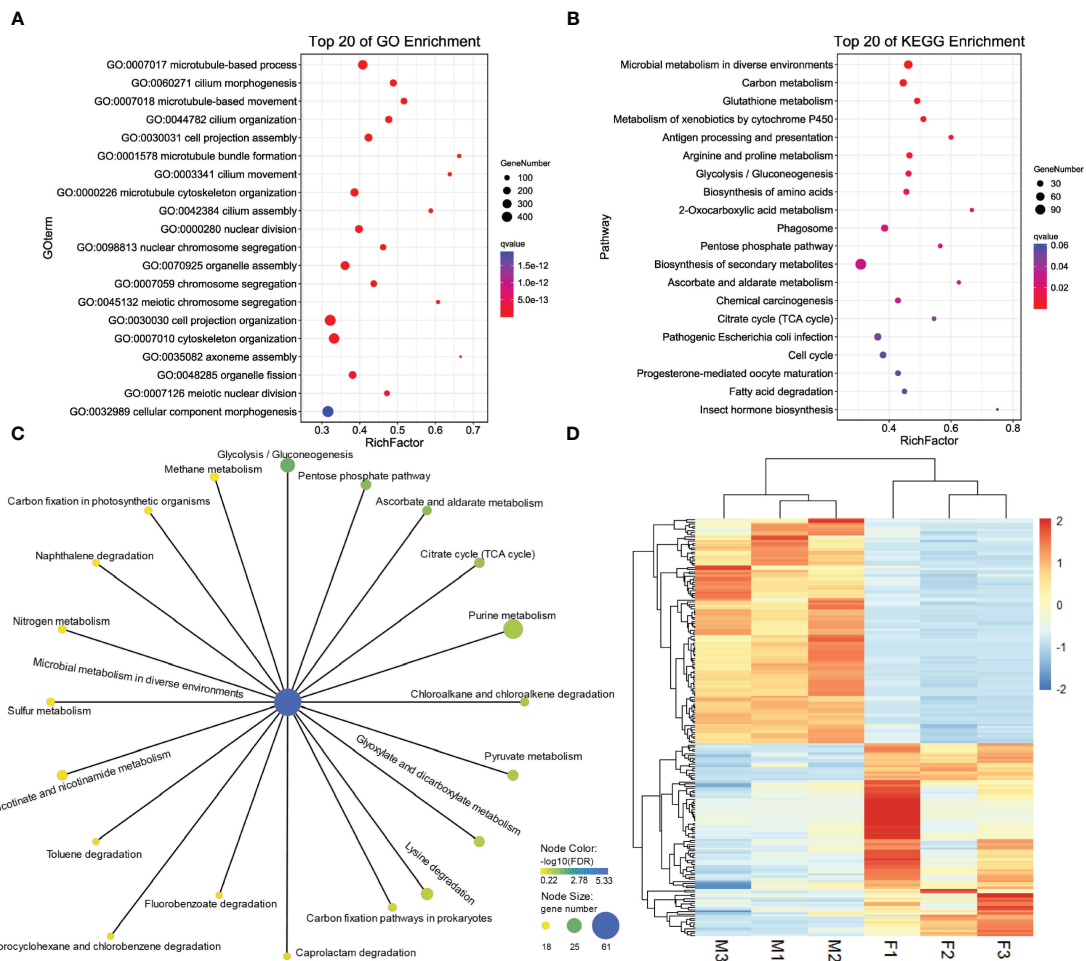 A
Top 20 of GO Enrichment
GOterm
GO:0007017 microtubule-based process
GO:0060271 cilium morphogenesis
GO:0007018 microtubule-based movement
GO:0044782 cilium organization
GO:0030031 cell projection assembly
GO:0001578 microtubule bundle formation
GO:0003341 cilium movement
GO:0000226 microtubule cytoskeleton organization
GO:0042384 cilium assembly
GO:0000280 nuclear division
GO:0098813 nuclear chromosome segregation
GO:0070925 organelle assembly
GO:0007059 chromosome segregation
GO:0045132 meiotic chromosome segregation
GO:0030030 cell projection organization
GO:0007010 cytoskeleton organization
GO:0035082 axoneme assembly
GO:0048285 organelle fission
GO:0007126 meiotic nuclear division
GO:0032989 cellular component morphogenesis
0.3 0.4 0.5 0.6 0.7
RichFactor
GeneNumber
100
200
300
400
qvalue
1.5e-12
1.0e-12
5.0e-13
B
Top 20 of KEGG Enrichment
Pathway
Microbial metabolism in diverse environments
Carbon metabolism
Glutathione metabolism
Metabolism of xenobiotics by cytochrome P450
Antigen processing and presentation
Arginine and proline metabolism
Glycolysis / Gluconeogenesis
Biosynthesis of amino acids
2-Oxocarboxylic acid metabolism
Phagosome
Pentose phosphate pathway
Biosynthesis of secondary metabolites
Ascorbate and aldarate metabolism
Chemical carcinogenesis
Citrate cycle (TCA cycle)
Pathogenic Escherichia coli infection
Cell cycle
Progesterone-mediated oocyte maturation
Fatty acid degradation
Insect hormone biosynthesis
0.4 0.6 0.8
RichFactor
GeneNumber
30
60
90
qvalue
0.06
0.04
0.02
C
Glycolysis / Gluconeogenesis
Methane metabolism
Pentose phosphate pathway
Carbon fixation in photosynthetic organisms
Ascorbate and aldarate metabolism
Naphthalene degradation
Citrate cycle (TCA cycle)
Nitrogen metabolism
Purine metabolism
Microbial metabolism in diverse environments
Sulfur metabolism
Chloroalkane and chloroalkene degradation
icotinate and nicotinamide metabolism
Pyruvate metabolism
Glyoxylate and dicarboxylate metabolism
Toluene degradation
Lysine degradation
Fluorobenzoate degradation
Carbon fixation pathways in prokaryotes
orocyclohexane and chlorobenzene degradation
Caprolactam degradation
Node Color:
-log10(FDR)
0.22 2.78 5.33
Node Size:
gene number
18 25 61
D
2
1
0
-1
-2
M3 M1 M2 F1 F2 F3